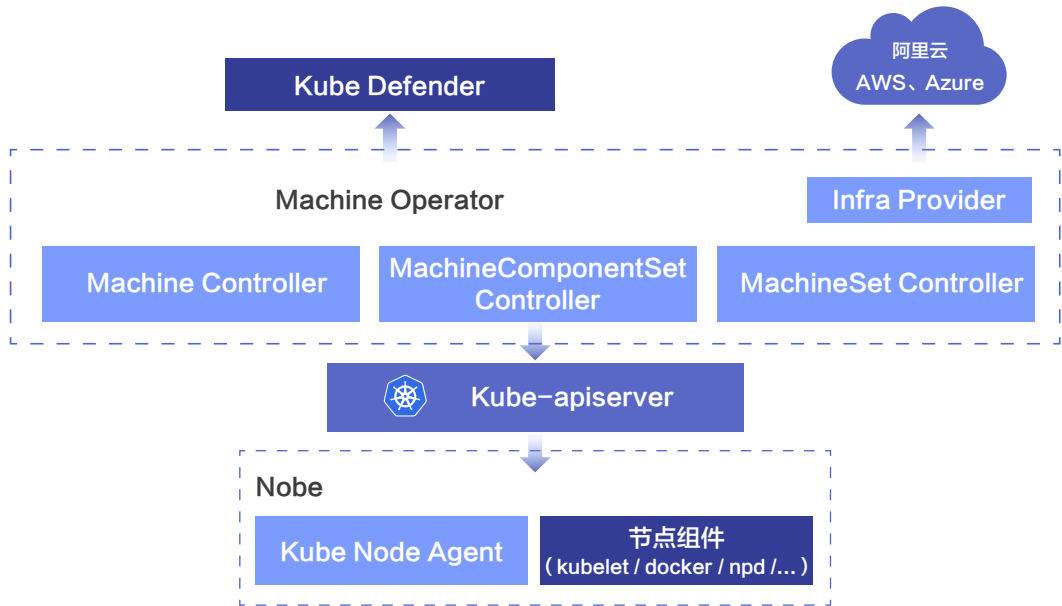 阿里云
AWS、Azure
Kube Defender
Machine Operator
Infra Provider
Machine Controller
MachineComponentSet
Controller
MachineSet Controller
Kube-apiserver
Nobe
Kube Node Agent
节点组件
（kubelet / docker / npd /...）